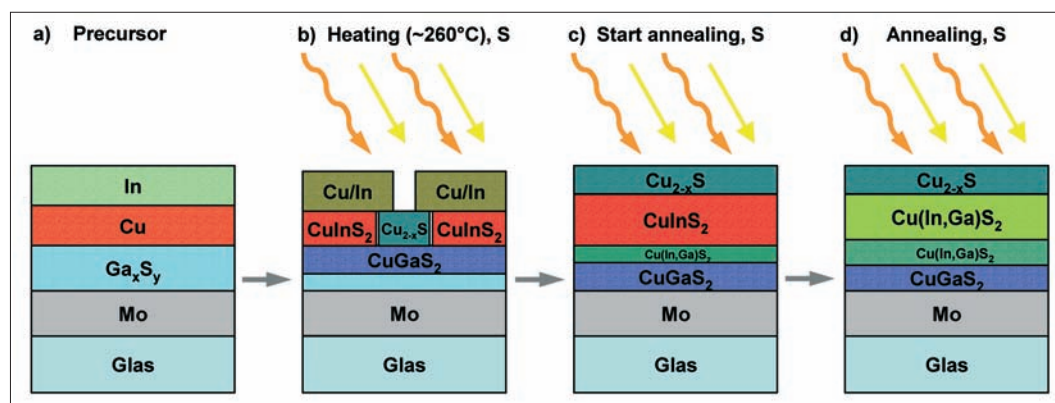 a) Precursor
In
Cu
GaxSy
Mo
Glas
b) Heating (~260°C), S
Cu/In Cu/In
CuInS2 Cu2-xS CuInS2
CuGaS2
Mo
Glas
c) Start annealing, S
Cu2-xS
CuInS2
Cu(In,Ga)S2
CuGaS2
Mo
Glas
d) Annealing, S
Cu2-xS
Cu(In,Ga)S2
Cu(In,Ga)S2
CuGaS2
Mo
Glas